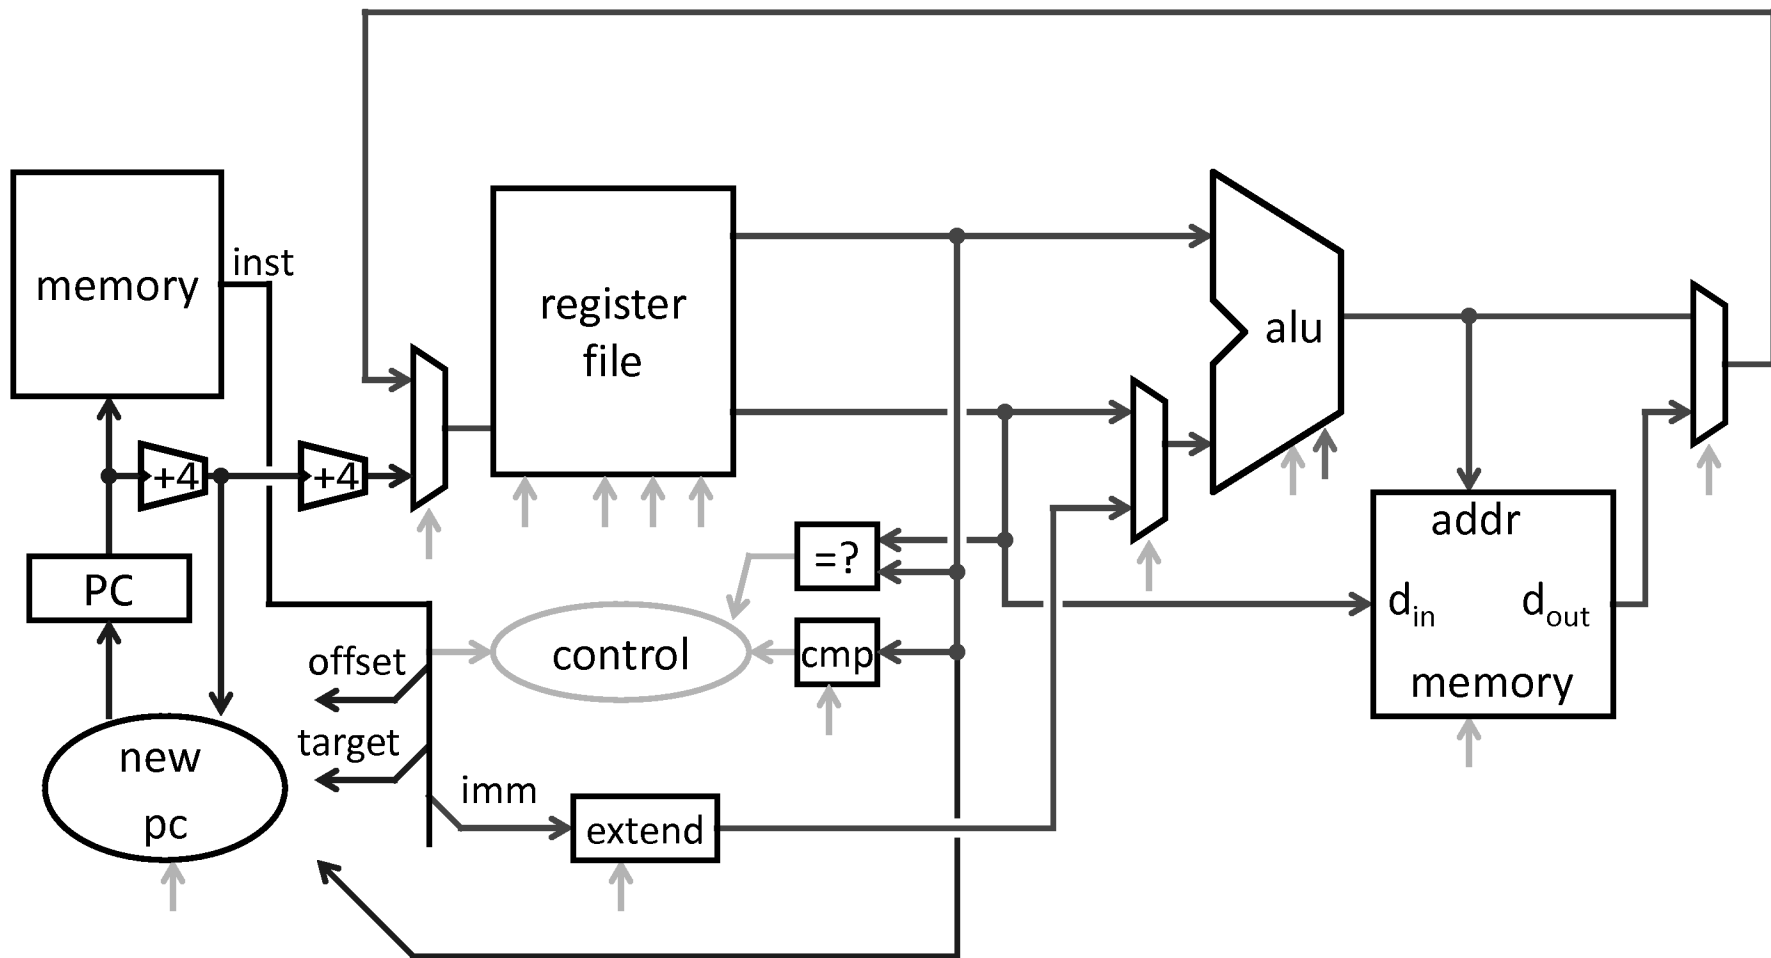 memory
inst
+4
+4
PC
new
pc
offset
target
imm
extend
control
=?
cmp
register
file
alu
addr
din
dout
memory